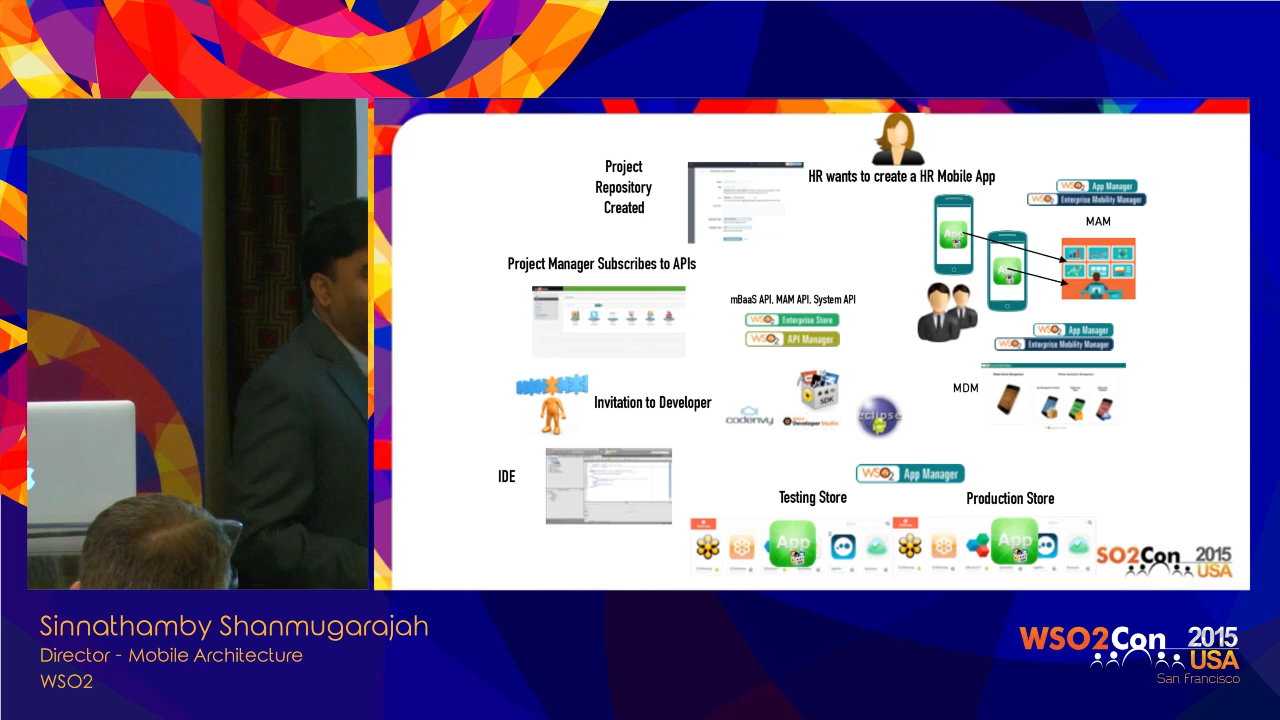 Project
Repository
Created
HR wants to create a HR Mobile App
WSO2 App Manager
WSO2 Enterprise Mobility Manager
MAM
App
App
Project Manager Subscribes to APIs
mBaaS API, MAM API, System API
WSO2 Enterprise Store
WSO2 API Manager
WSO2 App Manager
WSO2 Enterprise Mobility Manager
MDM
Invitation to Developer
SDK
codenvy
Developer Studio
eclipse
IDE
WSO2 App Manager
Testing Store
Production Store
App
App
SO2Con 2015
USA
Sinnathamby Shanmugarajah
Director - Mobile Architecture
WSO2
WSO2Con 2015
USA
San Francisco